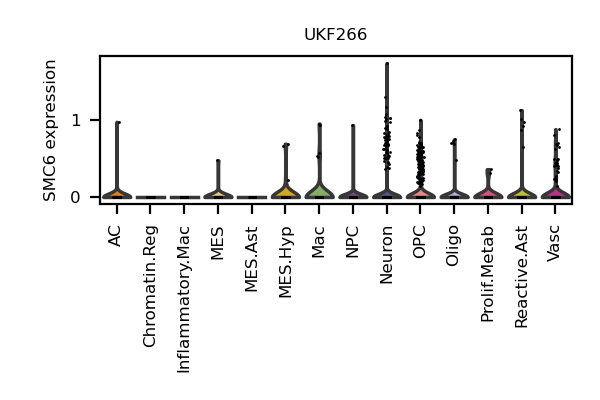 UKF266
SMC6 expression
1
0
AC
Chromatin.Reg
Inflammatory.Mac
MES
MES.Ast
MES.Hyp
Mac
NPC
Neuron
OPC
Oligo
Prolif.Metab
Reactive.Ast
Vasc